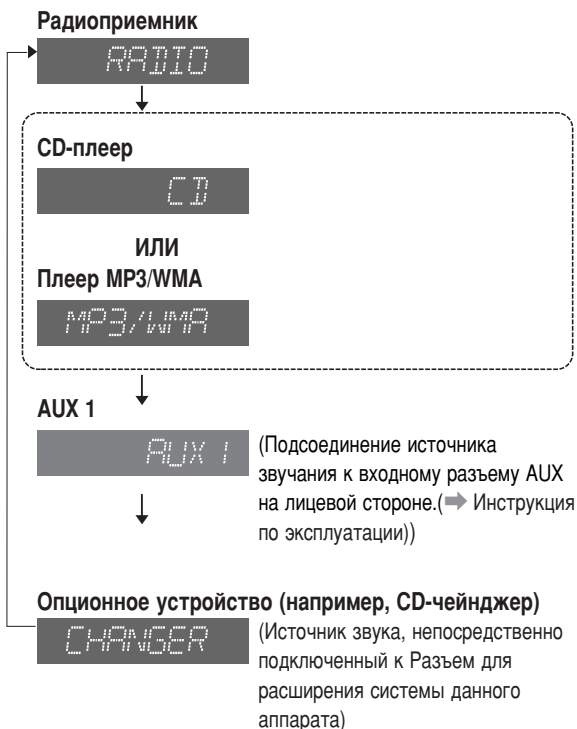 Радиоприемник
RADIO
CD-плеер
CD
ИЛИ
Плеер MP3/WMA
MP3/WMA
AUX 1
AUX 1
(Подсоединение источника
звучания к входному разъему AUX
на лицевой стороне.(➡ Инструкция
по эксплуатации))
Опционное устройство (например, CD-чейнджер)
CHANGER
(Источник звука, непосредственно
подключенный к Разъем для
расширения системы данного
аппарата)